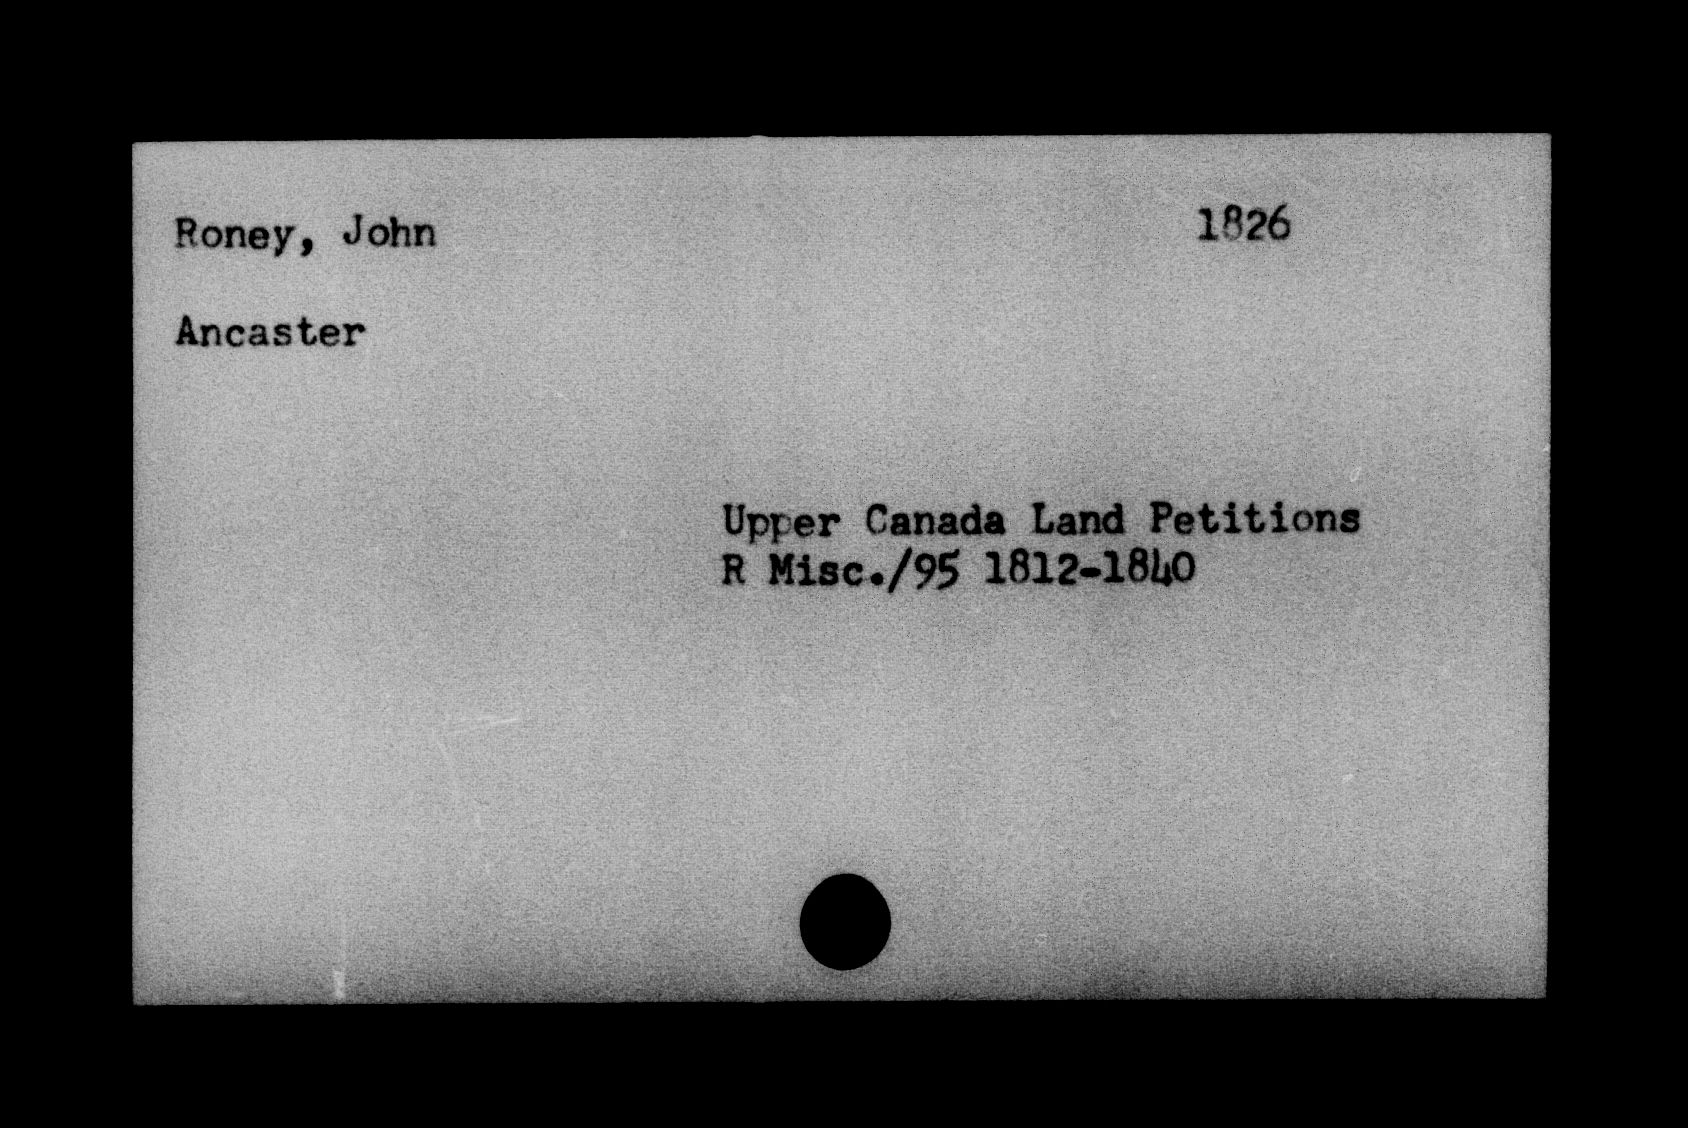 Roney, John 1826
Ancaster
Upper Canada Land Petitions
R Misc./95 1812-1840